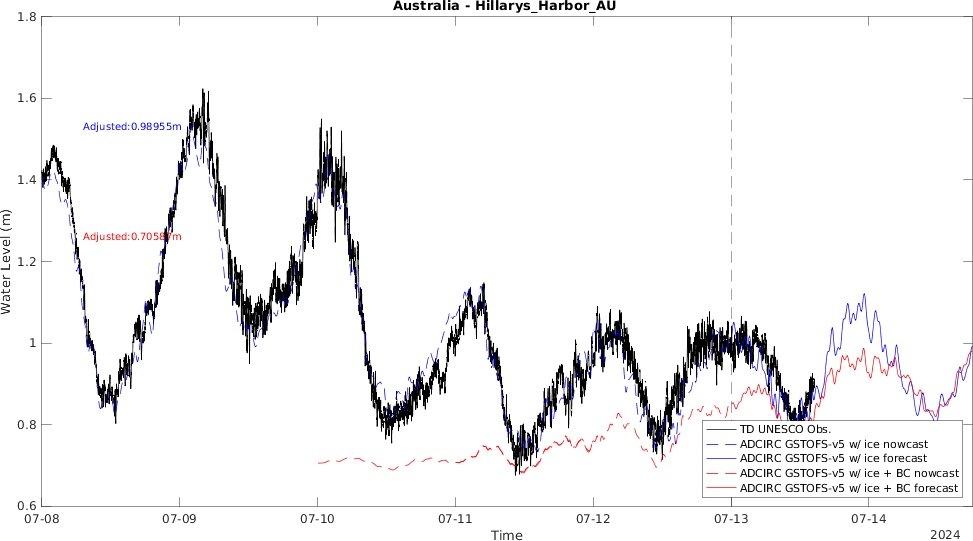 Australia - Hillarys_Harbor_AU
1.8
1.6
1.4
1.2
1
0.8
0.6
Water Level (m)
Adjusted:0.98955m
Adjusted:0.70587m
TD UNESCO Obs.
ADCIRC GSTOFS-v5 w/ ice nowcast
ADCIRC GSTOFS-v5 w/ ice forecast
ADCIRC GSTOFS-v5 w/ ice + BC nowcast
ADCIRC GSTOFS-v5 w/ ice + BC forecast
07-08 07-09 07-10 07-11 07-12 07-13 07-14
Time
2024